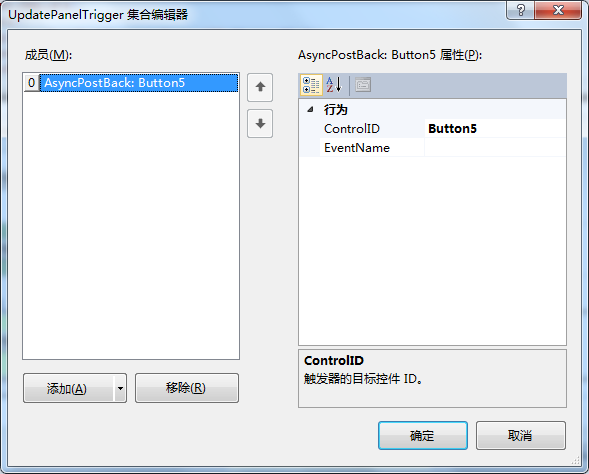 UpdatePanelTrigger 集合编辑器
成员(M):
0 AsyncPostBack: Button5
添加(A)
移除(R)
AsyncPostBack: Button5 属性(P):
行为
ControlID Button5
EventName
ControlID
触发器的目标控件 ID。
确定
取消